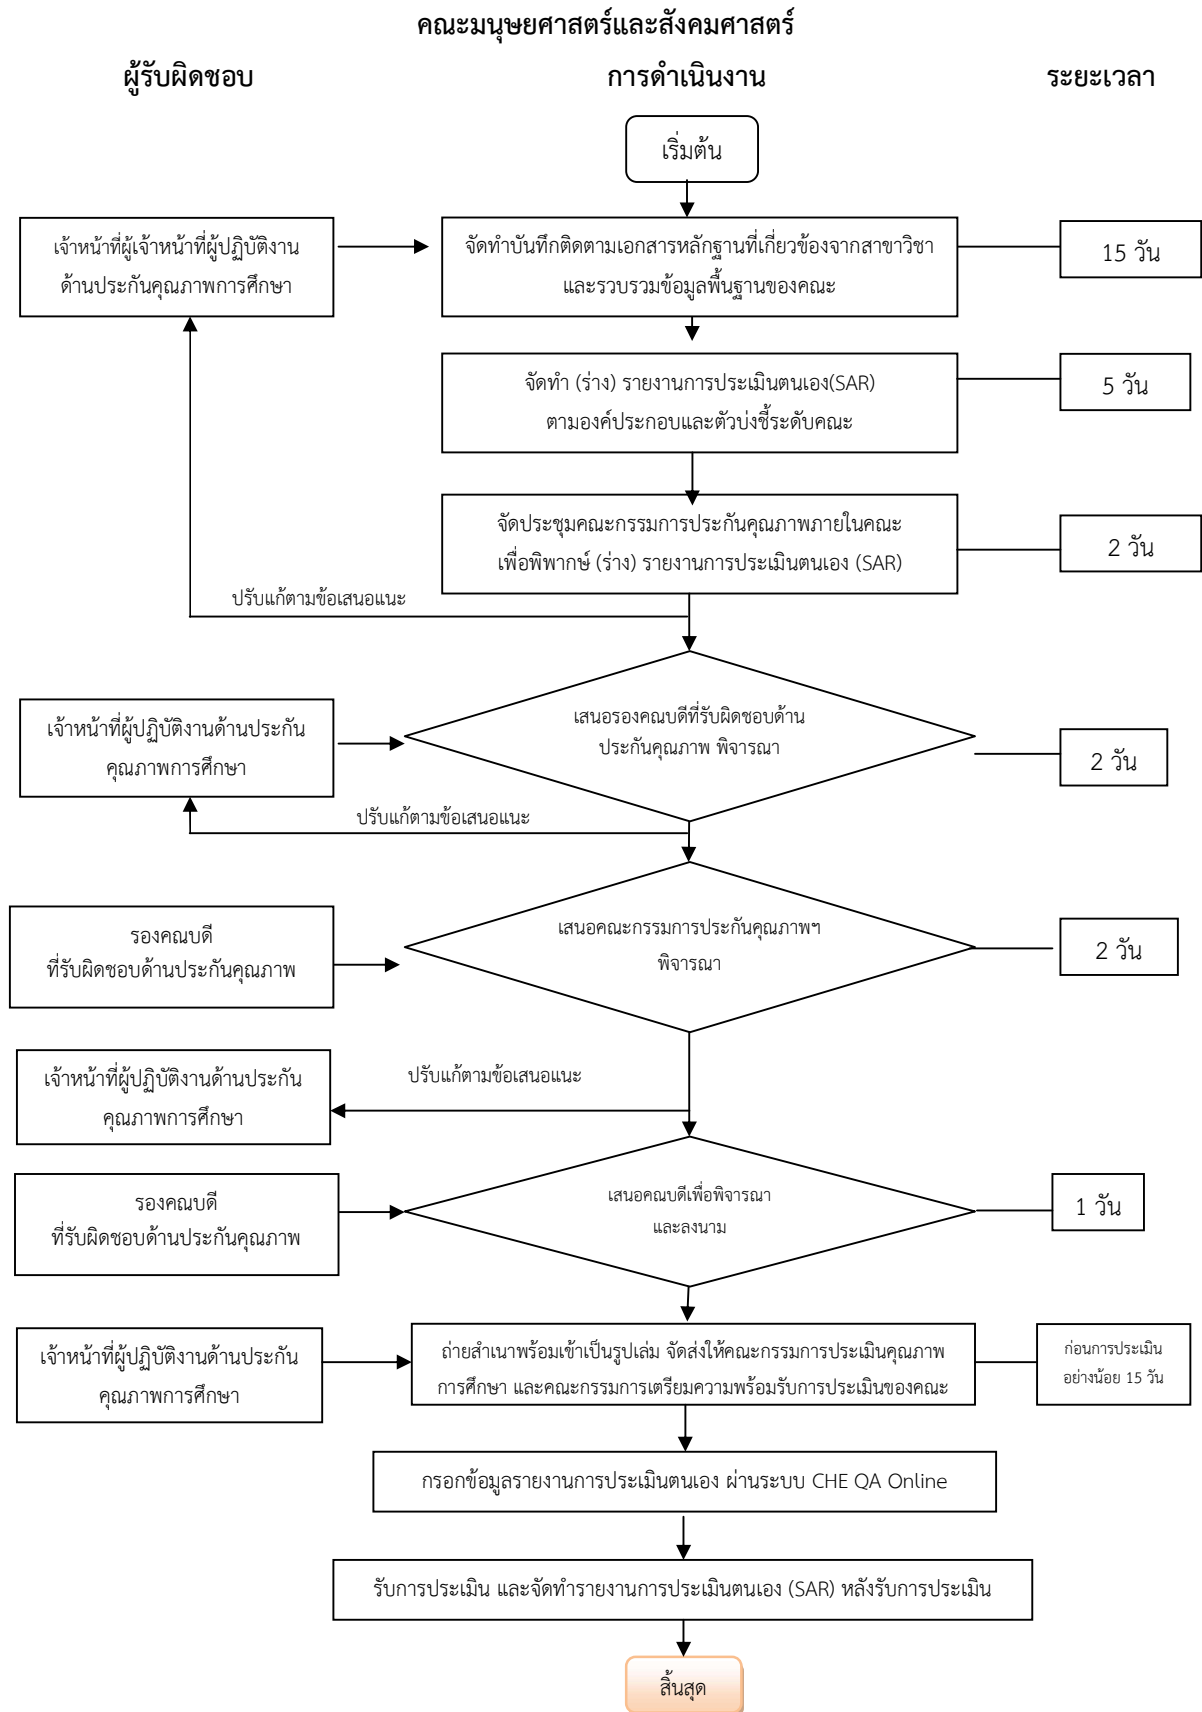 คณะมนุษยศาสตร์และสังคมศาสตร์
ผู้รับผิดชอบ
การดำเนินงาน
ระยะเวลา
เริ่มต้น
เจ้าหน้าที่ผู้เจ้าหน้าที่ผู้ปฏิบัติงาน
ด้านประกันคุณภาพการศึกษา
จัดทำบันทึกติดตามเอกสารหลักฐานที่เกี่ยวข้องจากสาขาวิชา
และรวบรวมข้อมูลพื้นฐานของคณะ
15 วัน
จัดทำ (ร่าง) รายงานการประเมินตนเอง(SAR)
ตามองค์ประกอบและตัวบ่งชี้ระดับคณะ
5 วัน
จัดประชุมคณะกรรมการประกันคุณภาพภายในคณะ
เพื่อพิพากษ์ (ร่าง) รายงานการประเมินตนเอง (SAR)
2 วัน
ปรับแก้ตามข้อเสนอแนะ
เจ้าหน้าที่ผู้ปฏิบัติงานด้านประกัน
คุณภาพการศึกษา
เสนอรองคณบดีที่รับผิดชอบด้าน
ประกันคุณภาพ พิจารณา
2 วัน
ปรับแก้ตามข้อเสนอแนะ
รองคณบดี
ที่รับผิดชอบด้านประกันคุณภาพ
เสนอคณะกรรมการประกันคุณภาพฯ
พิจารณา
2 วัน
เจ้าหน้าที่ผู้ปฏิบัติงานด้านประกัน
คุณภาพการศึกษา
ปรับแก้ตามข้อเสนอแนะ
รองคณบดี
ที่รับผิดชอบด้านประกันคุณภาพ
เสนอคณบดีเพื่อพิจารณา
และลงนาม
1 วัน
เจ้าหน้าที่ผู้ปฏิบัติงานด้านประกัน
คุณภาพการศึกษา
ถ่ายสำเนาพร้อมเข้าเป็นรูปเล่ม จัดส่งให้คณะกรรมการประเมินคุณภาพ
การศึกษา และคณะกรรมการเตรียมความพร้อมรับการประเมินของคณะ
ก่อนการประเมิน
อย่างน้อย 15 วัน
กรอกข้อมูลรายงานการประเมินตนเอง ผ่านระบบ CHE QA Online
รับการประเมิน และจัดทำรายงานการประเมินตนเอง (SAR) หลังรับการประเมิน
สิ้นสุด